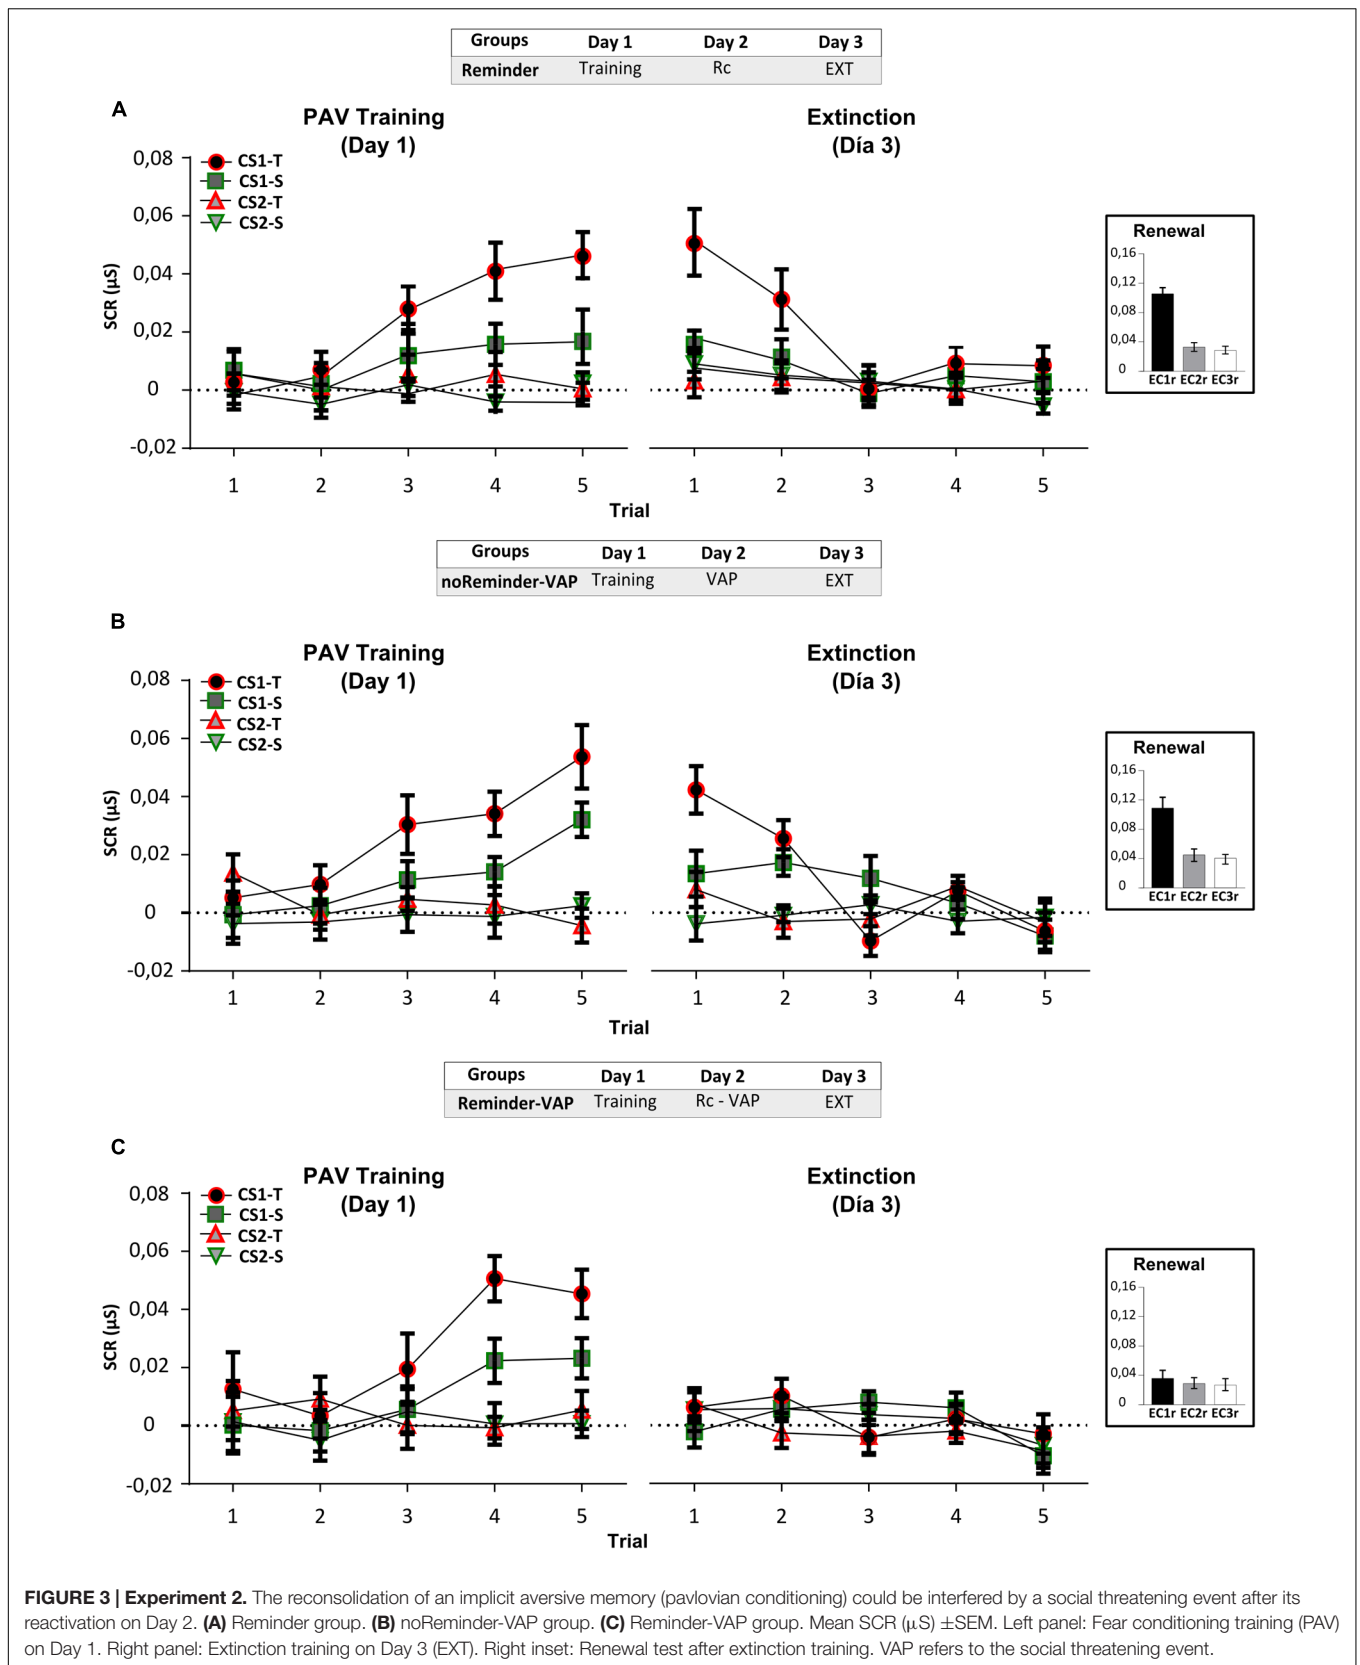 Groups Day 1 Day 2 Day 3
Reminder Training Rc EXT
A
PAV Training
(Day 1)
Extinction
(Día 3)
0,08
0,06
0,04
0,02
0
-0,02
SCR (µS)
CS1-T
CS1-S
CS2-T
CS2-S
1 2 3 4 5
1 2 3 4 5
Trial
Renewal
0,16
0,12
0,08
0,04
0
EC1r EC2r EC3r
Groups Day 1 Day 2 Day 3
noReminder-VAP Training VAP EXT
B
PAV Training
(Day 1)
Extinction
(Día 3)
0,08
0,06
0,04
0,02
0
-0,02
SCR (µS)
CS1-T
CS1-S
CS2-T
CS2-S
1 2 3 4 5
1 2 3 4 5
Trial
Renewal
0,16
0,12
0,08
0,04
0
EC1r EC2r EC3r
Groups Day 1 Day 2 Day 3
Reminder-VAP Training Rc - VAP EXT
C
PAV Training
(Day 1)
Extinction
(Día 3)
0,08
0,06
0,04
0,02
0
-0,02
SCR (µS)
CS1-T
CS1-S
CS2-T
CS2-S
1 2 3 4 5
1 2 3 4 5
Trial
Renewal
0,16
0,12
0,08
0,04
0
EC1r EC2r EC3r
FIGURE 3 | Experiment 2. The reconsolidation of an implicit aversive memory (pavlovian conditioning) could be interfered by a social threatening event after its
reactivation on Day 2. (A) Reminder group. (B) noReminder-VAP group. (C) Reminder-VAP group. Mean SCR (µS) ±SEM. Left panel: Fear conditioning training (PAV)
on Day 1. Right panel: Extinction training on Day 3 (EXT). Right inset: Renewal test after extinction training. VAP refers to the social threatening event.